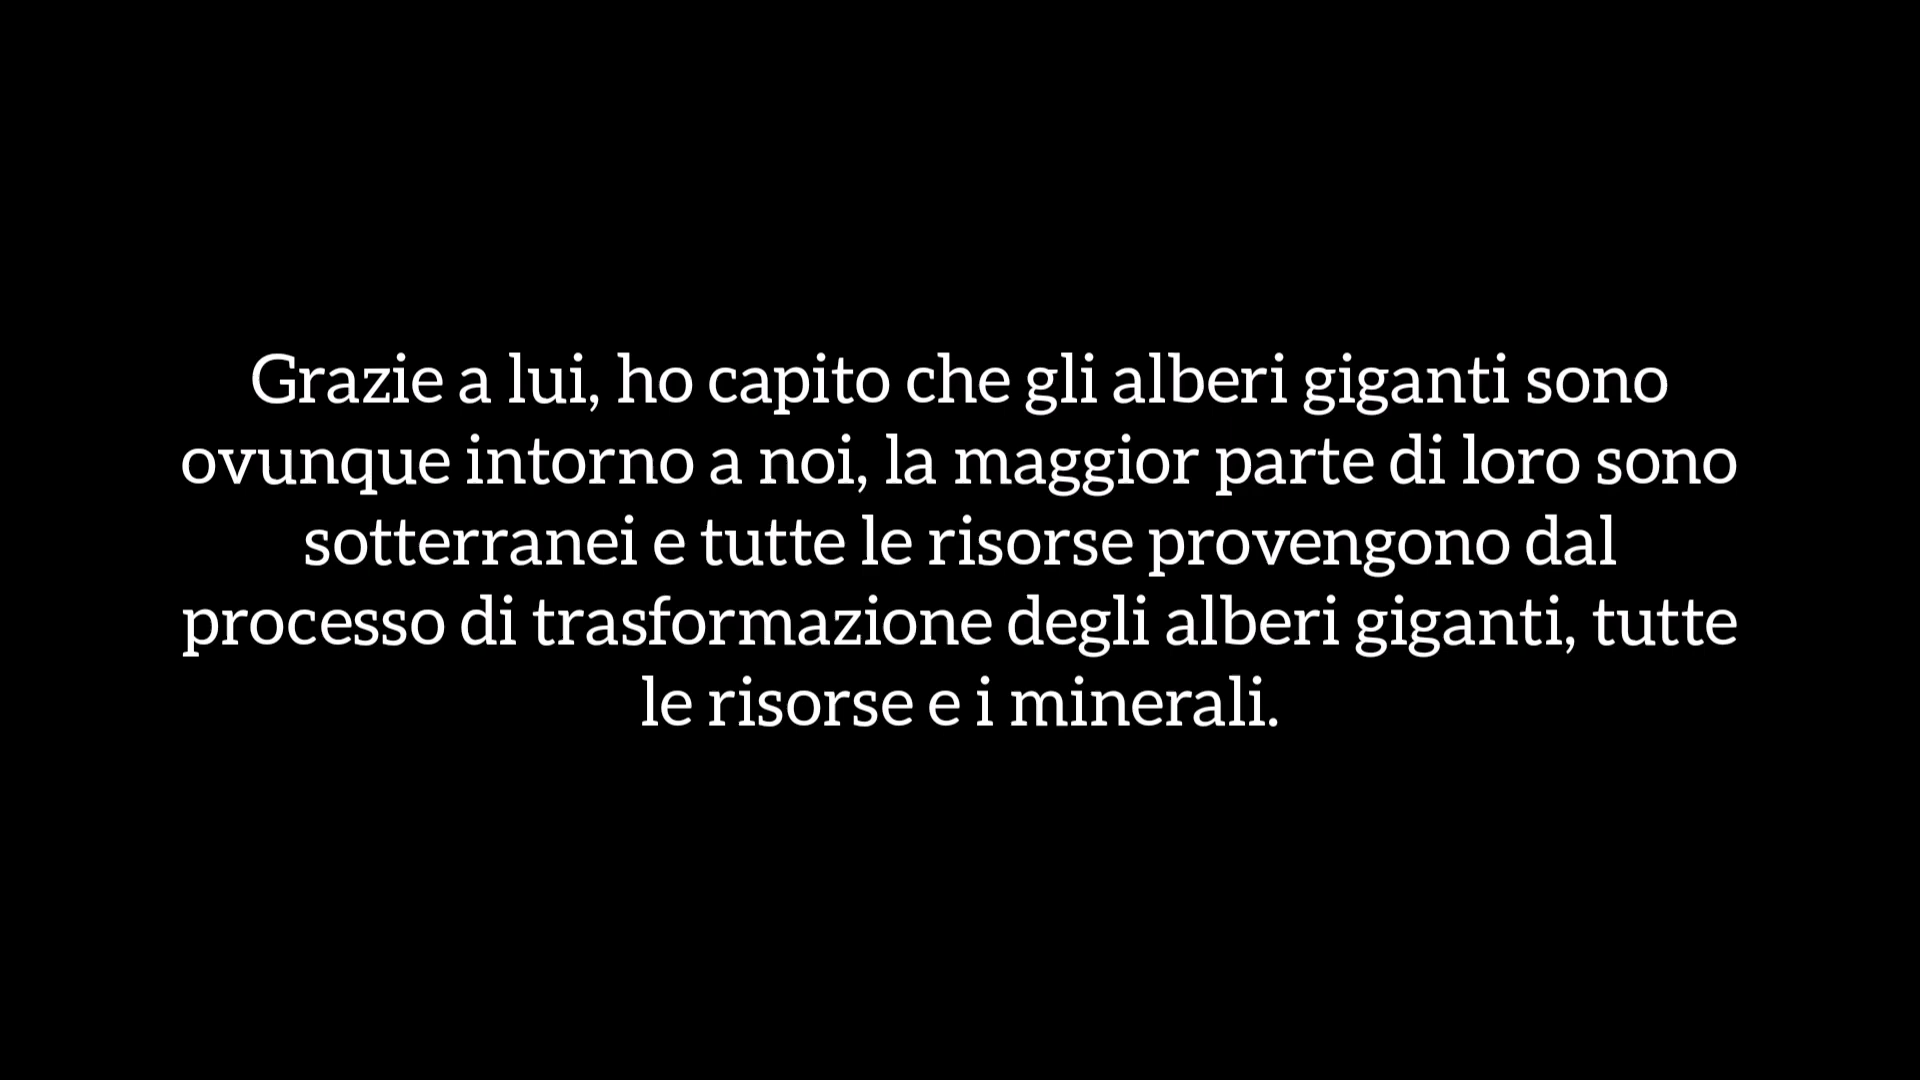 Grazie a lui, ho capito che gli alberi giganti sono
ovunque intorno a noi, la maggior parte di loro sono
sotterranei e tutte le risorse provengono dal
processo di trasformazione degli alberi giganti, tutte
le risorse e i minerali.